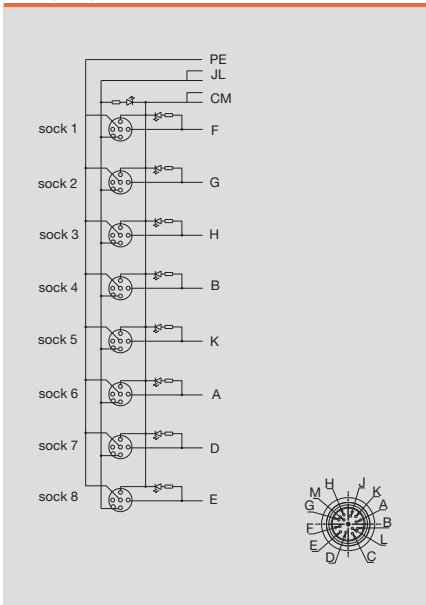 PE
JL
CM
sock 1 F
sock 2 G
sock 3 H
sock 4 B
sock 5 K
sock 6 A
sock 7 D
sock 8 E
H J
M K
G A
F B
E L
D C